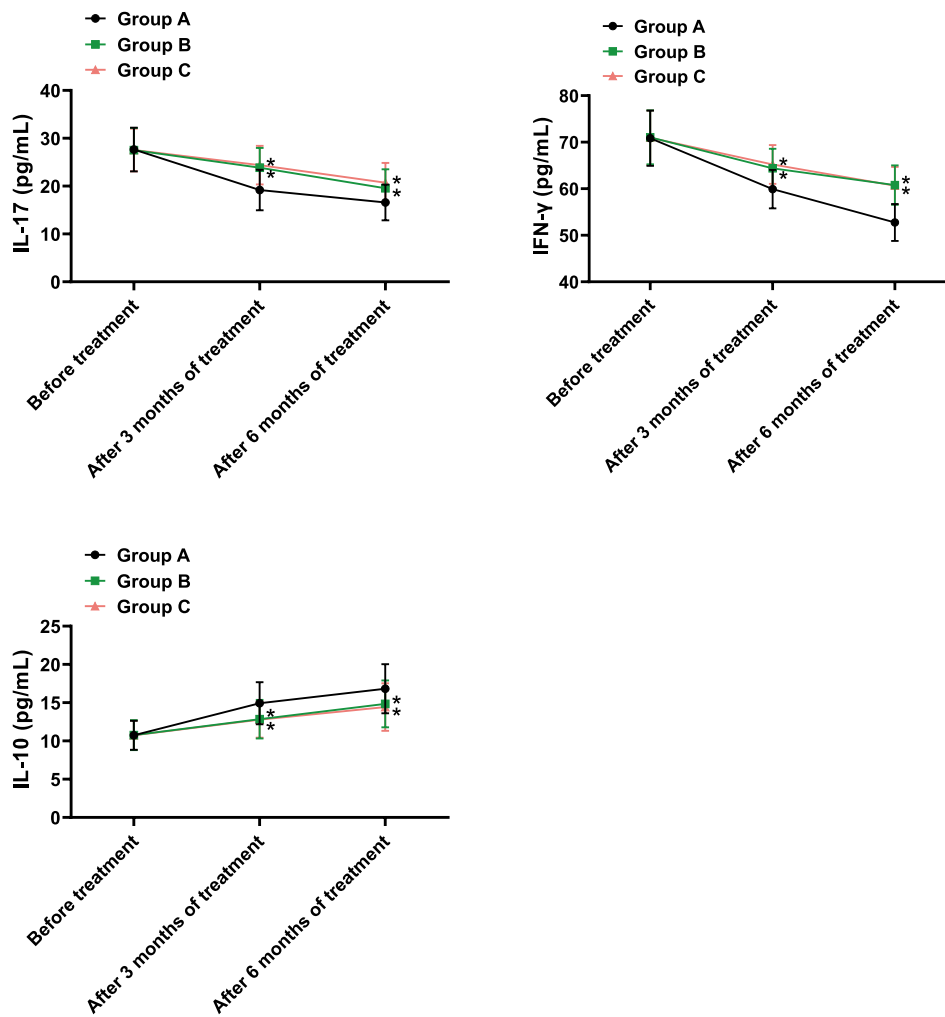 Group A
Group B
Group C
IL-17 (pg/mL)
40
30
20
10
0
*
*
*
*
Before treatment
After 3 months of treatment
After 6 months of treatment
Group A
Group B
Group C
IFN-γ (pg/mL)
80
70
60
50
40
*
*
*
*
Before treatment
After 3 months of treatment
After 6 months of treatment
Group A
Group B
Group C
IL-10 (pg/mL)
25
20
15
10
5
0
*
*
*
*
Before treatment
After 3 months of treatment
After 6 months of treatment